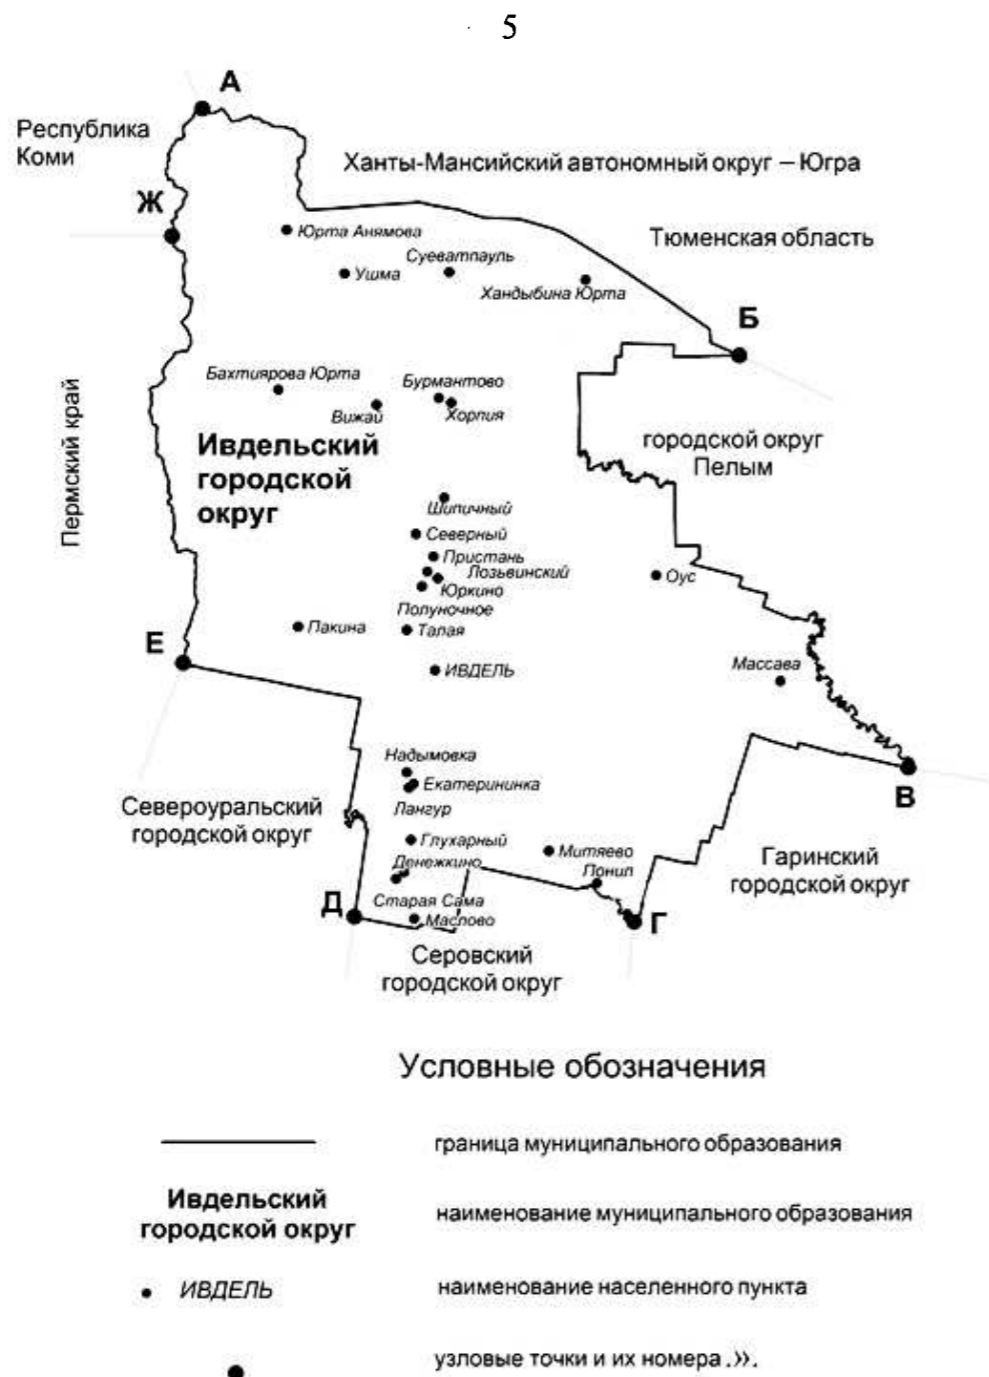 5
А
Республика
Коми
Ханты-Мансийский автономный округ – Югра
Ж
Юрта Анямова
Тюменская область
Суеватпауль
Ушма
Хандыбина Юрта
Б
Бахтиярова Юрта
Бурмантово
Вижай
Хорпия
Пермский край
Ивдельский
городской
округ
городской округ
Пелым
Шипичный
Северный
Пристань
Лозьвинский
Оус
Юркино
Полуночное
Пакина
Талая
Е
ИВДЕЛЬ
Массава
Надымовка
Екатерининка
В
Североуральский
городской округ
Лангур
Глухарный
Митяево
Гаринский
городской округ
Денежкино
Понил
Д
Старая Сама
Маслово
Г
Серовский
городской округ
Условные обозначения
граница муниципального образования
Ивдельский
городской округ
наименование муниципального образования
ИВДЕЛЬ
наименование населенного пункта
узловые точки и их номера.».